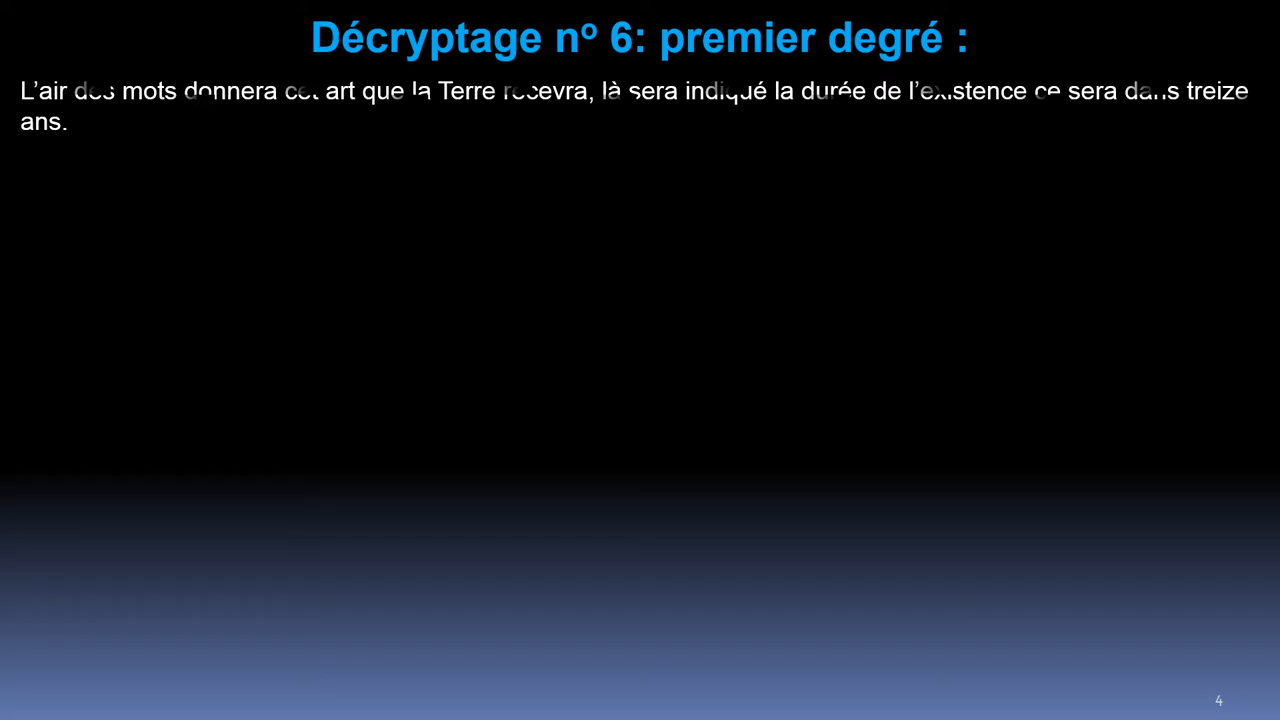 Décryptage nº 6: premier degré :
L’air des mots donnera cet art que la Terre recevra, là sera indiqué la durée de l’existence ce sera dans treize
ans.
4